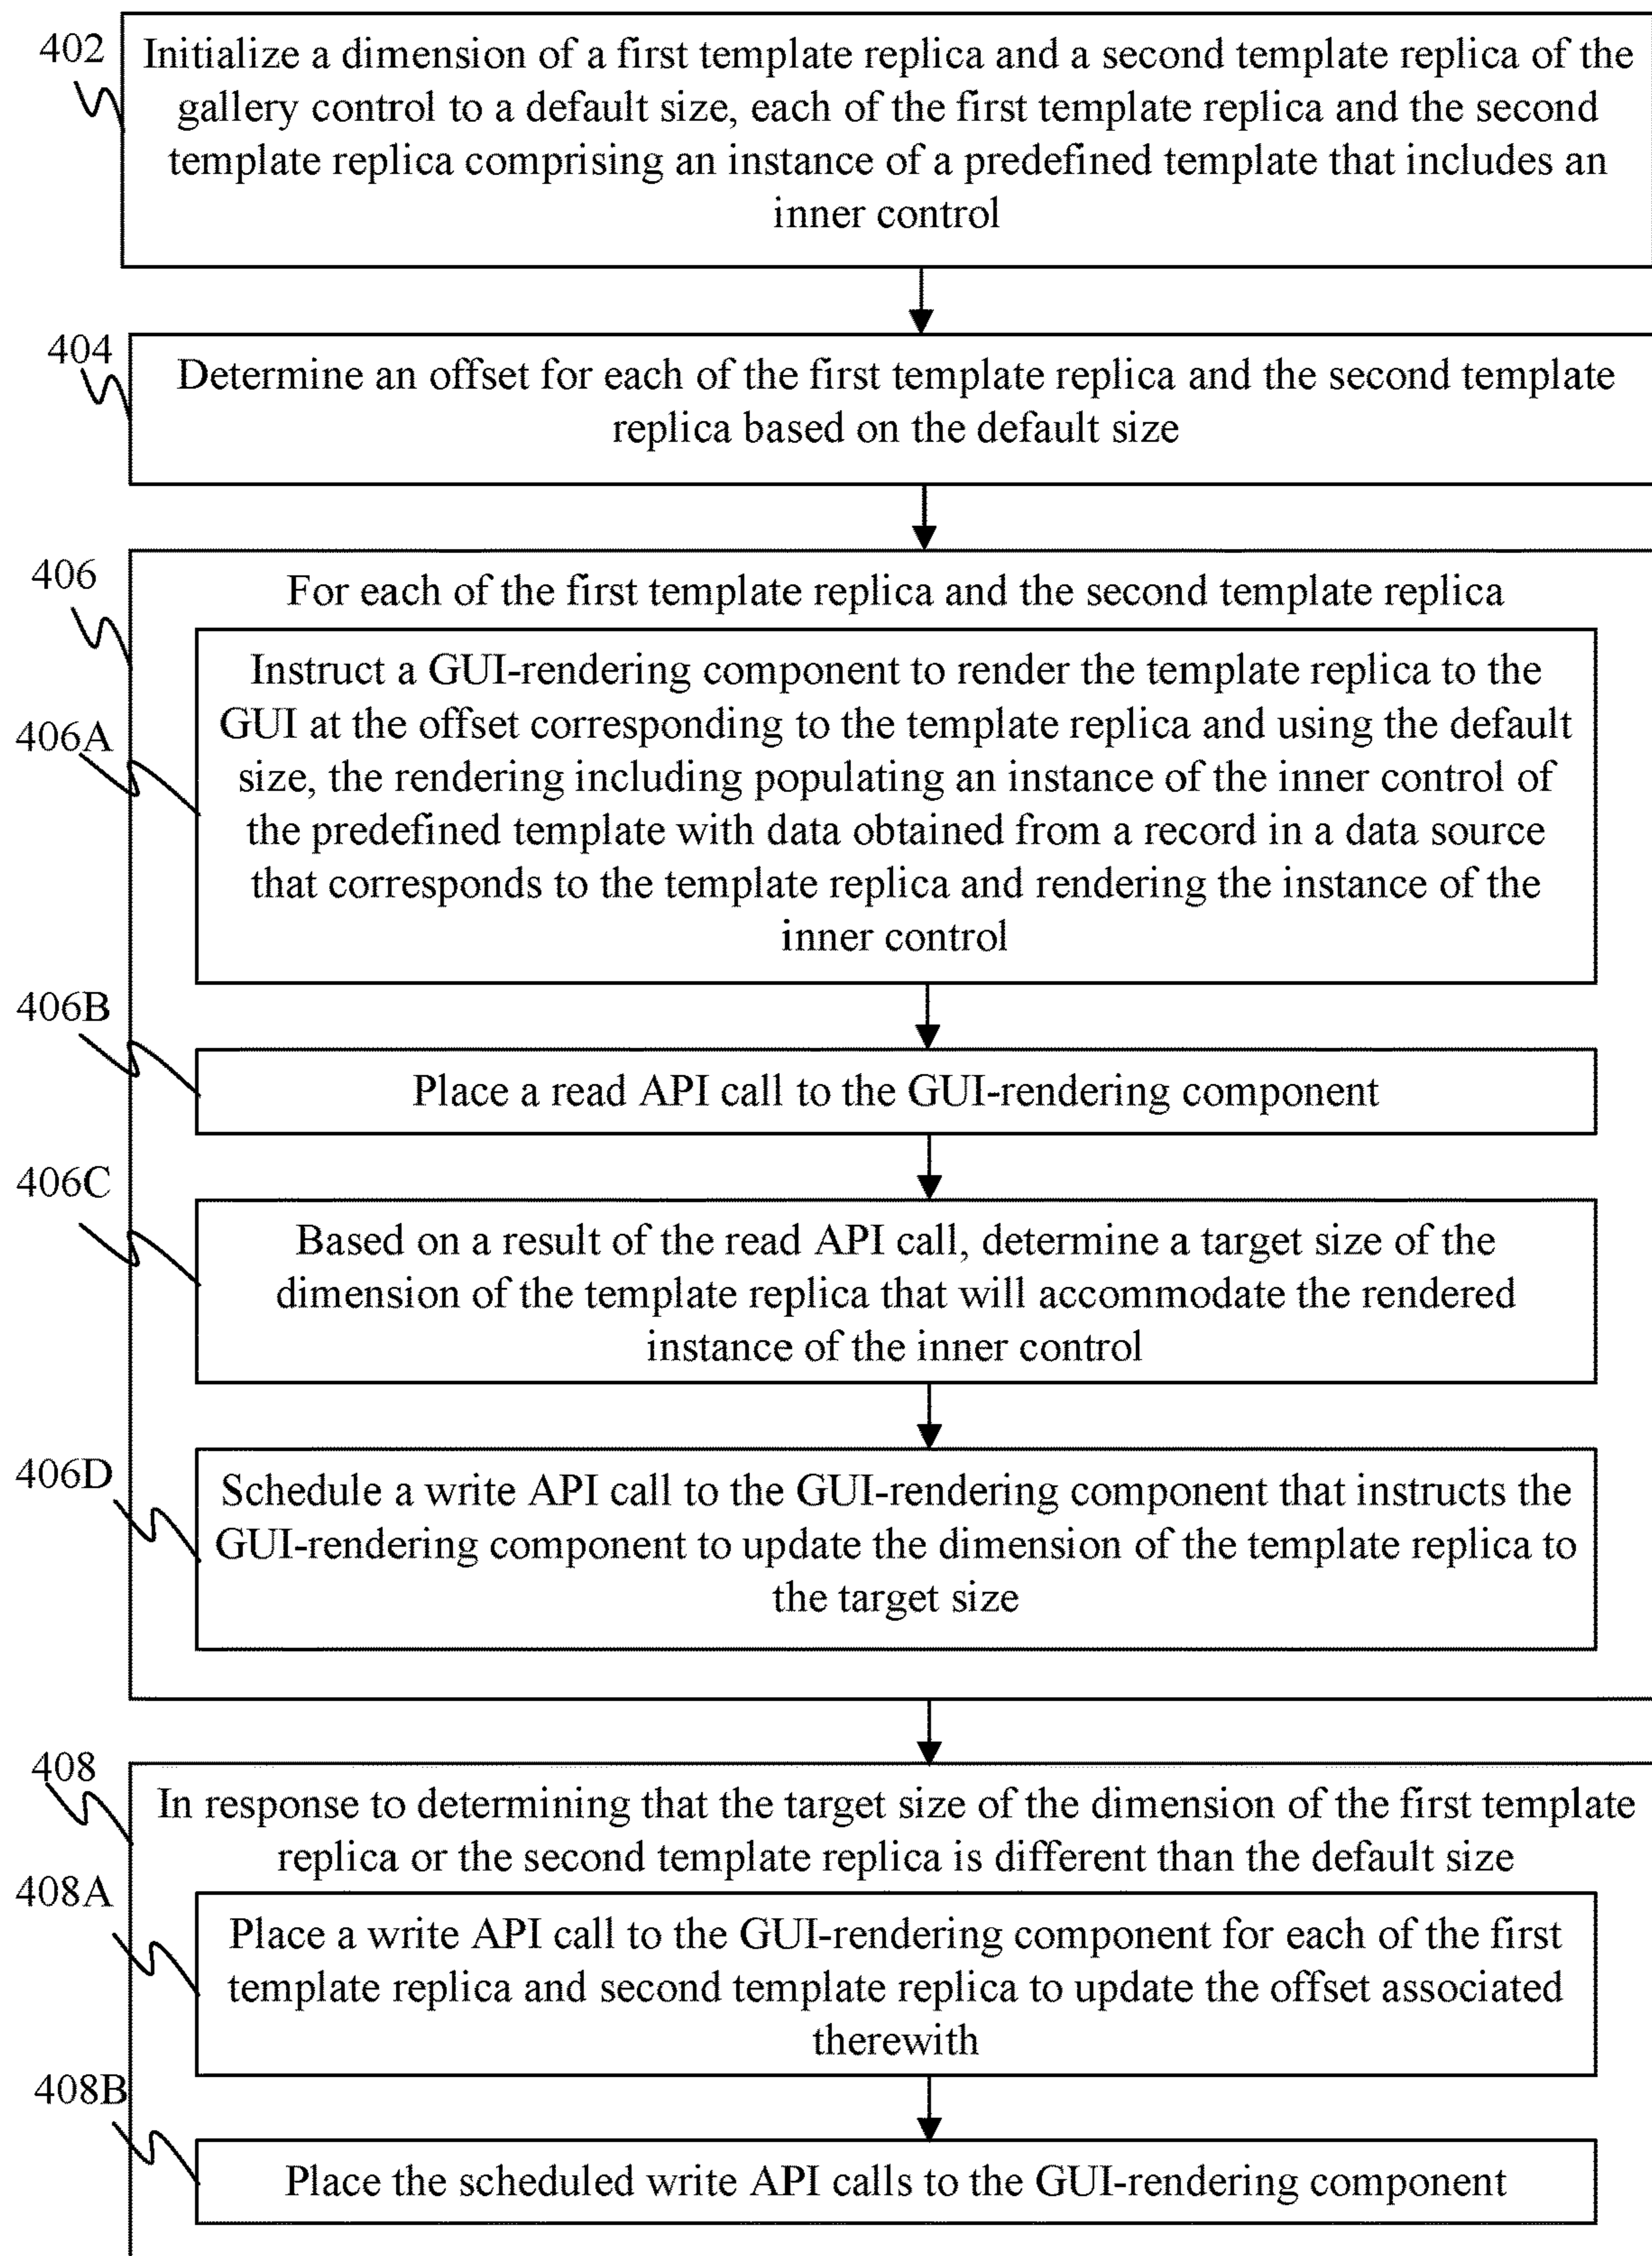 402
Initialize a dimension of a first template replica and a second template replica of the
gallery control to a default size, each of the first template replica and the second
template replica comprising an instance of a predefined template that includes an
inner control
404
Determine an offset for each of the first template replica and the second template
replica based on the default size
406
For each of the first template replica and the second template replica
406A
Instruct a GUI-rendering component to render the template replica to the
GUI at the offset corresponding to the template replica and using the default
size, the rendering including populating an instance of the inner control of
the predefined template with data obtained from a record in a data source
that corresponds to the template replica and rendering the instance of the
inner control
406B
Place a read API call to the GUI-rendering component
406C
Based on a result of the read API call, determine a target size of the
dimension of the template replica that will accommodate the rendered
instance of the inner control
406D
Schedule a write API call to the GUI-rendering component that instructs the
GUI-rendering component to update the dimension of the template replica to
the target size
408
In response to determining that the target size of the dimension of the first template
replica or the second template replica is different than the default size
408A
Place a write API call to the GUI-rendering component for each of the first
template replica and second template replica to update the offset associated
therewith
408B
Place the scheduled write API calls to the GUI-rendering component